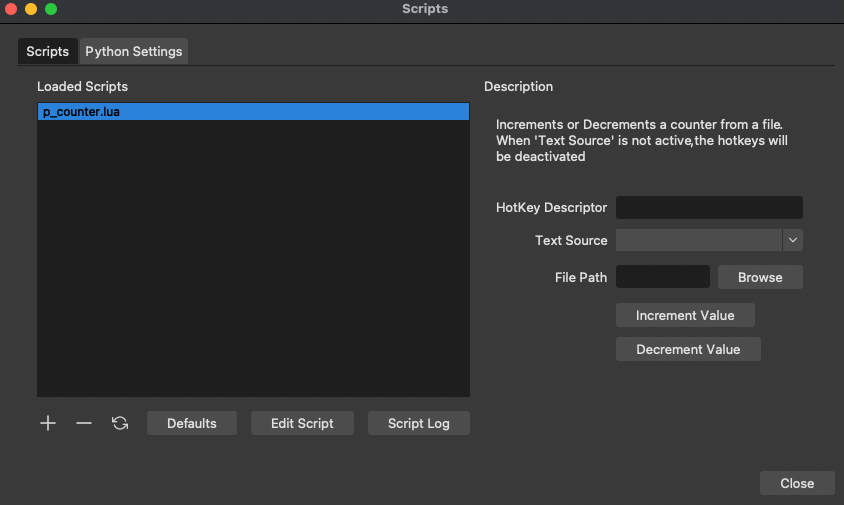 Scripts
Scripts
Python Settings
Loaded Scripts
p_counter.lua
Defaults
Edit Script
Script Log
Description
Increments or Decrements a counter from a file.
When 'Text Source' is not active,the hotkeys will
be deactivated
HotKey Descriptor
Text Source
File Path
Browse
Increment Value
Decrement Value
Close